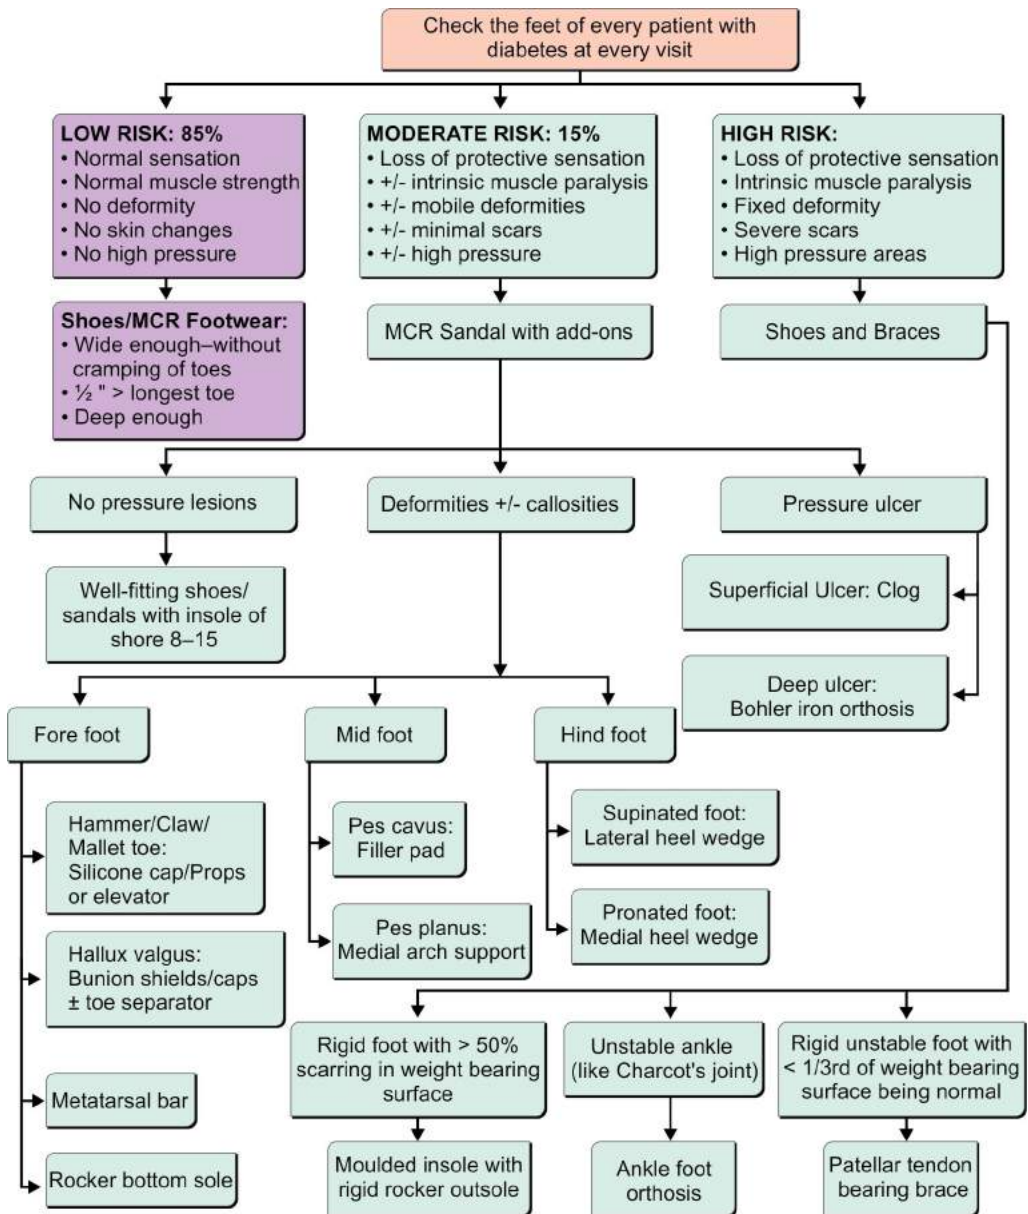 Check the feet of every patient with
diabetes at every visit
LOW RISK: 85%
• Normal sensation
• Normal muscle strength
• No deformity
• No skin changes
• No high pressure
MODERATE RISK: 15%
• Loss of protective sensation
• +/- intrinsic muscle paralysis
• +/- mobile deformities
• +/- minimal scars
• +/- high pressure
HIGH RISK:
• Loss of protective sensation
• Intrinsic muscle paralysis
• Fixed deformity
• Severe scars
• High pressure areas
Shoes/MCR Footwear:
• Wide enough–without
cramping of toes
• ½ " > longest toe
• Deep enough
MCR Sandal with add-ons
Shoes and Braces
No pressure lesions
Deformities +/- callosities
Pressure ulcer
Well-fitting shoes/
sandals with insole of
shore 8–15
Superficial Ulcer: Clog
Deep ulcer:
Bohler iron orthosis
Fore foot
Mid foot
Hind foot
Hammer/Claw/
Mallet toe:
Silicone cap/Props
or elevator
Hallux valgus:
Bunion shields/caps
± toe separator
Metatarsal bar
Rocker bottom sole
Pes cavus:
Filler pad
Pes planus:
Medial arch support
Supinated foot:
Lateral heel wedge
Pronated foot:
Medial heel wedge
Rigid foot with > 50%
scarring in weight bearing
surface
Unstable ankle
(like Charcot's joint)
Rigid unstable foot with
< 1/3rd of weight bearing
surface being normal
Moulded insole with
rigid rocker outsole
Ankle foot
orthosis
Patellar tendon
bearing brace